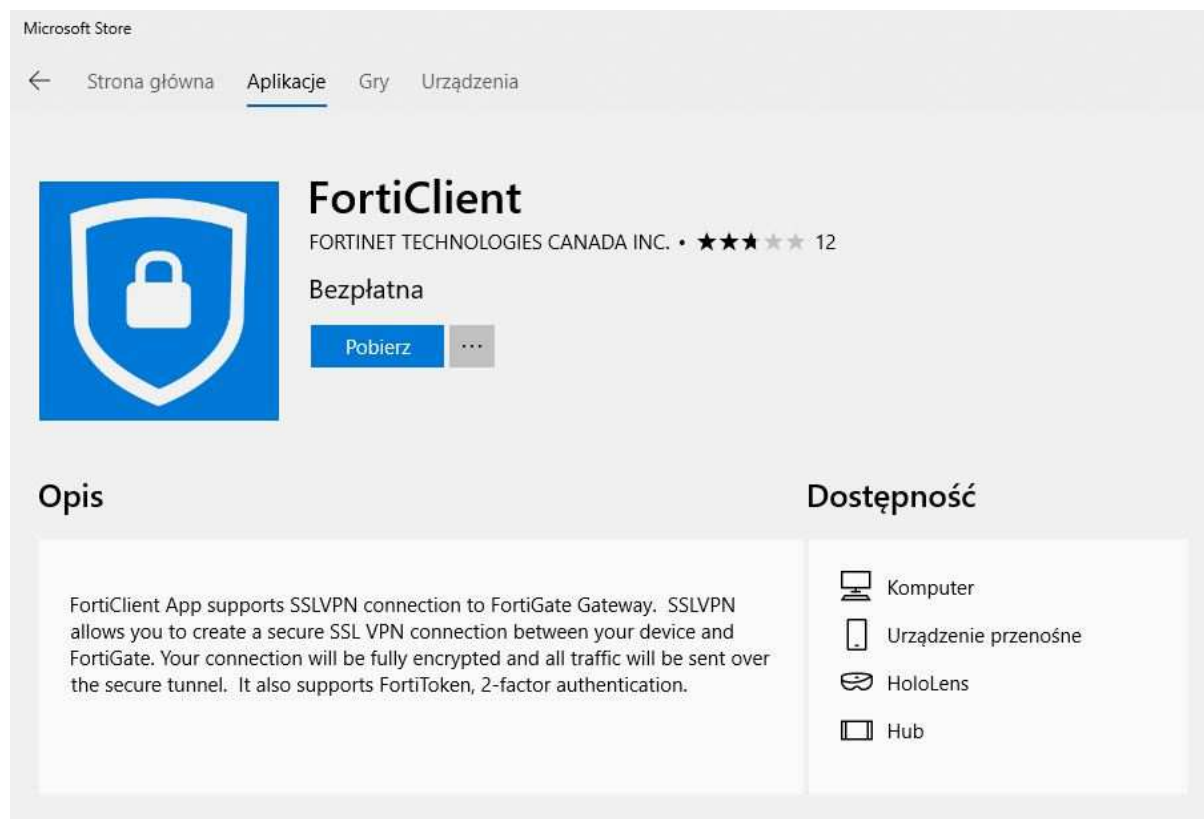 Microsoft Store
Strona główna Aplikacje Gry Urządzenia
FortiClient
FORTINET TECHNOLOGIES CANADA INC. • ★★★★★ 12
Bezpłatna
Pobierz ...
Opis
FortiClient App supports SSLVPN connection to FortiGate Gateway. SSLVPN
allows you to create a secure SSL VPN connection between your device and
FortiGate. Your connection will be fully encrypted and all traffic will be sent over
the secure tunnel. It also supports FortiToken, 2-factor authentication.
Dostępność
Komputer
Urządzenie przenośne
HoloLens
Hub